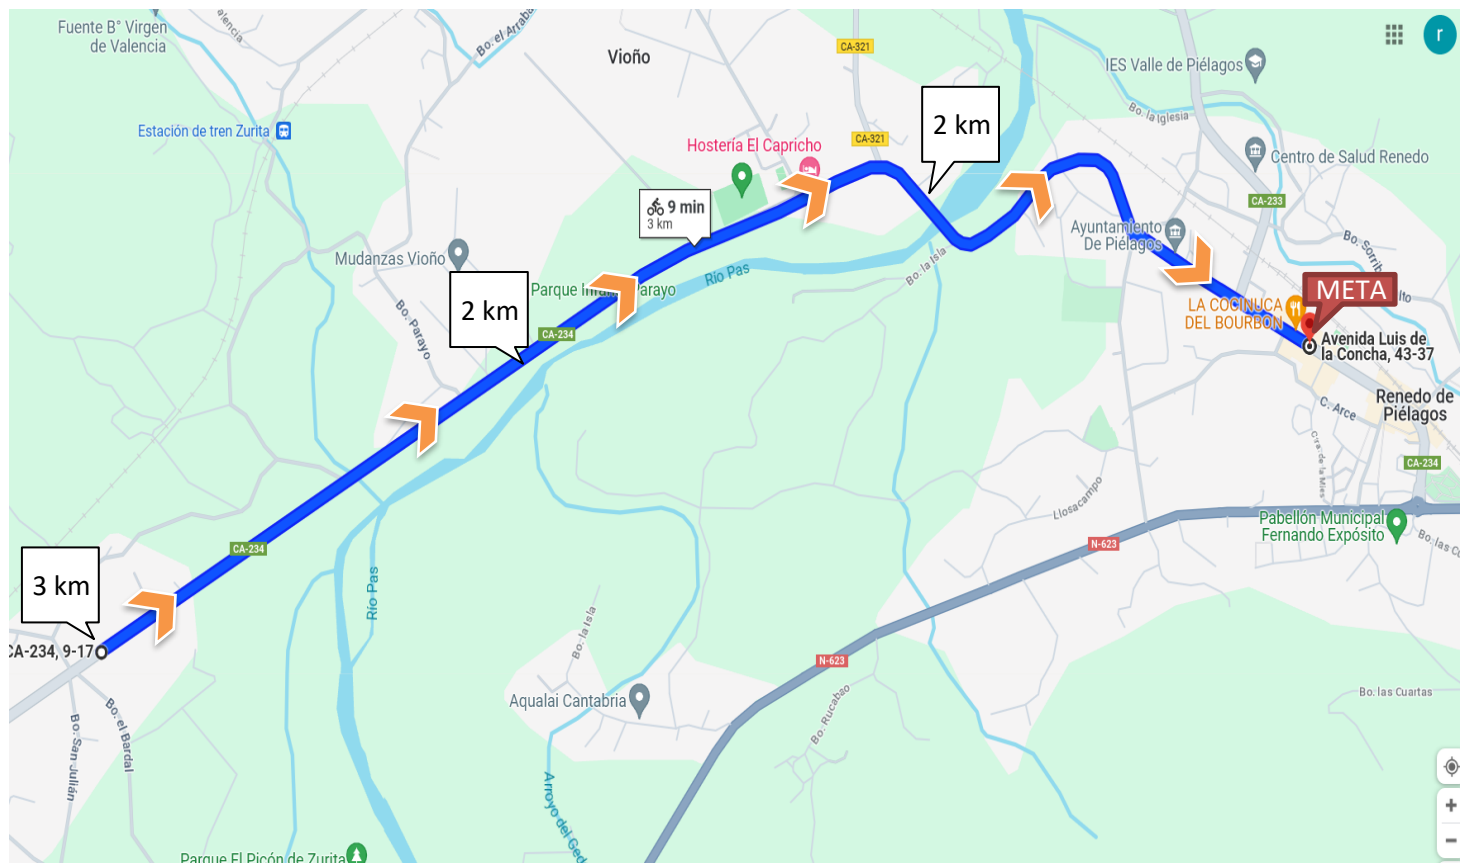 Fuente B° Virgen
de Valencia
Bo. el Arrabal
CA-321
r
Vioño
IES Valle de Piélagos
Bo. la Iglesia
Estación de tren Zurita
2 km
CA-321
Hostería El Capricho
Centro de Salud Renedo
9 min
3 km
CA-233
Ayuntamiento
De Piélagos
Mudanzas Vioño
Bo. la Isla
Río Pas
META
2 km
LA COCINUCA
DEL BOURBON
Bo. Parayo
CA-234
Avenida Luis de
la Concha, 43-37
Renedo de
Piélagos
C. Arce
CA-234
Llosacampo
Pabellón Municipal
Fernando Expósito
CA-234
N-623
3 km
Río Pas
Bo. la Isla
CA-234, 9-17
N-623
Bo. las Cuartas
Aqualai Cantabria
Bo. Rucabao
Bo. San Julián
Bo. el Bardal
Parque El Picón de Zurita